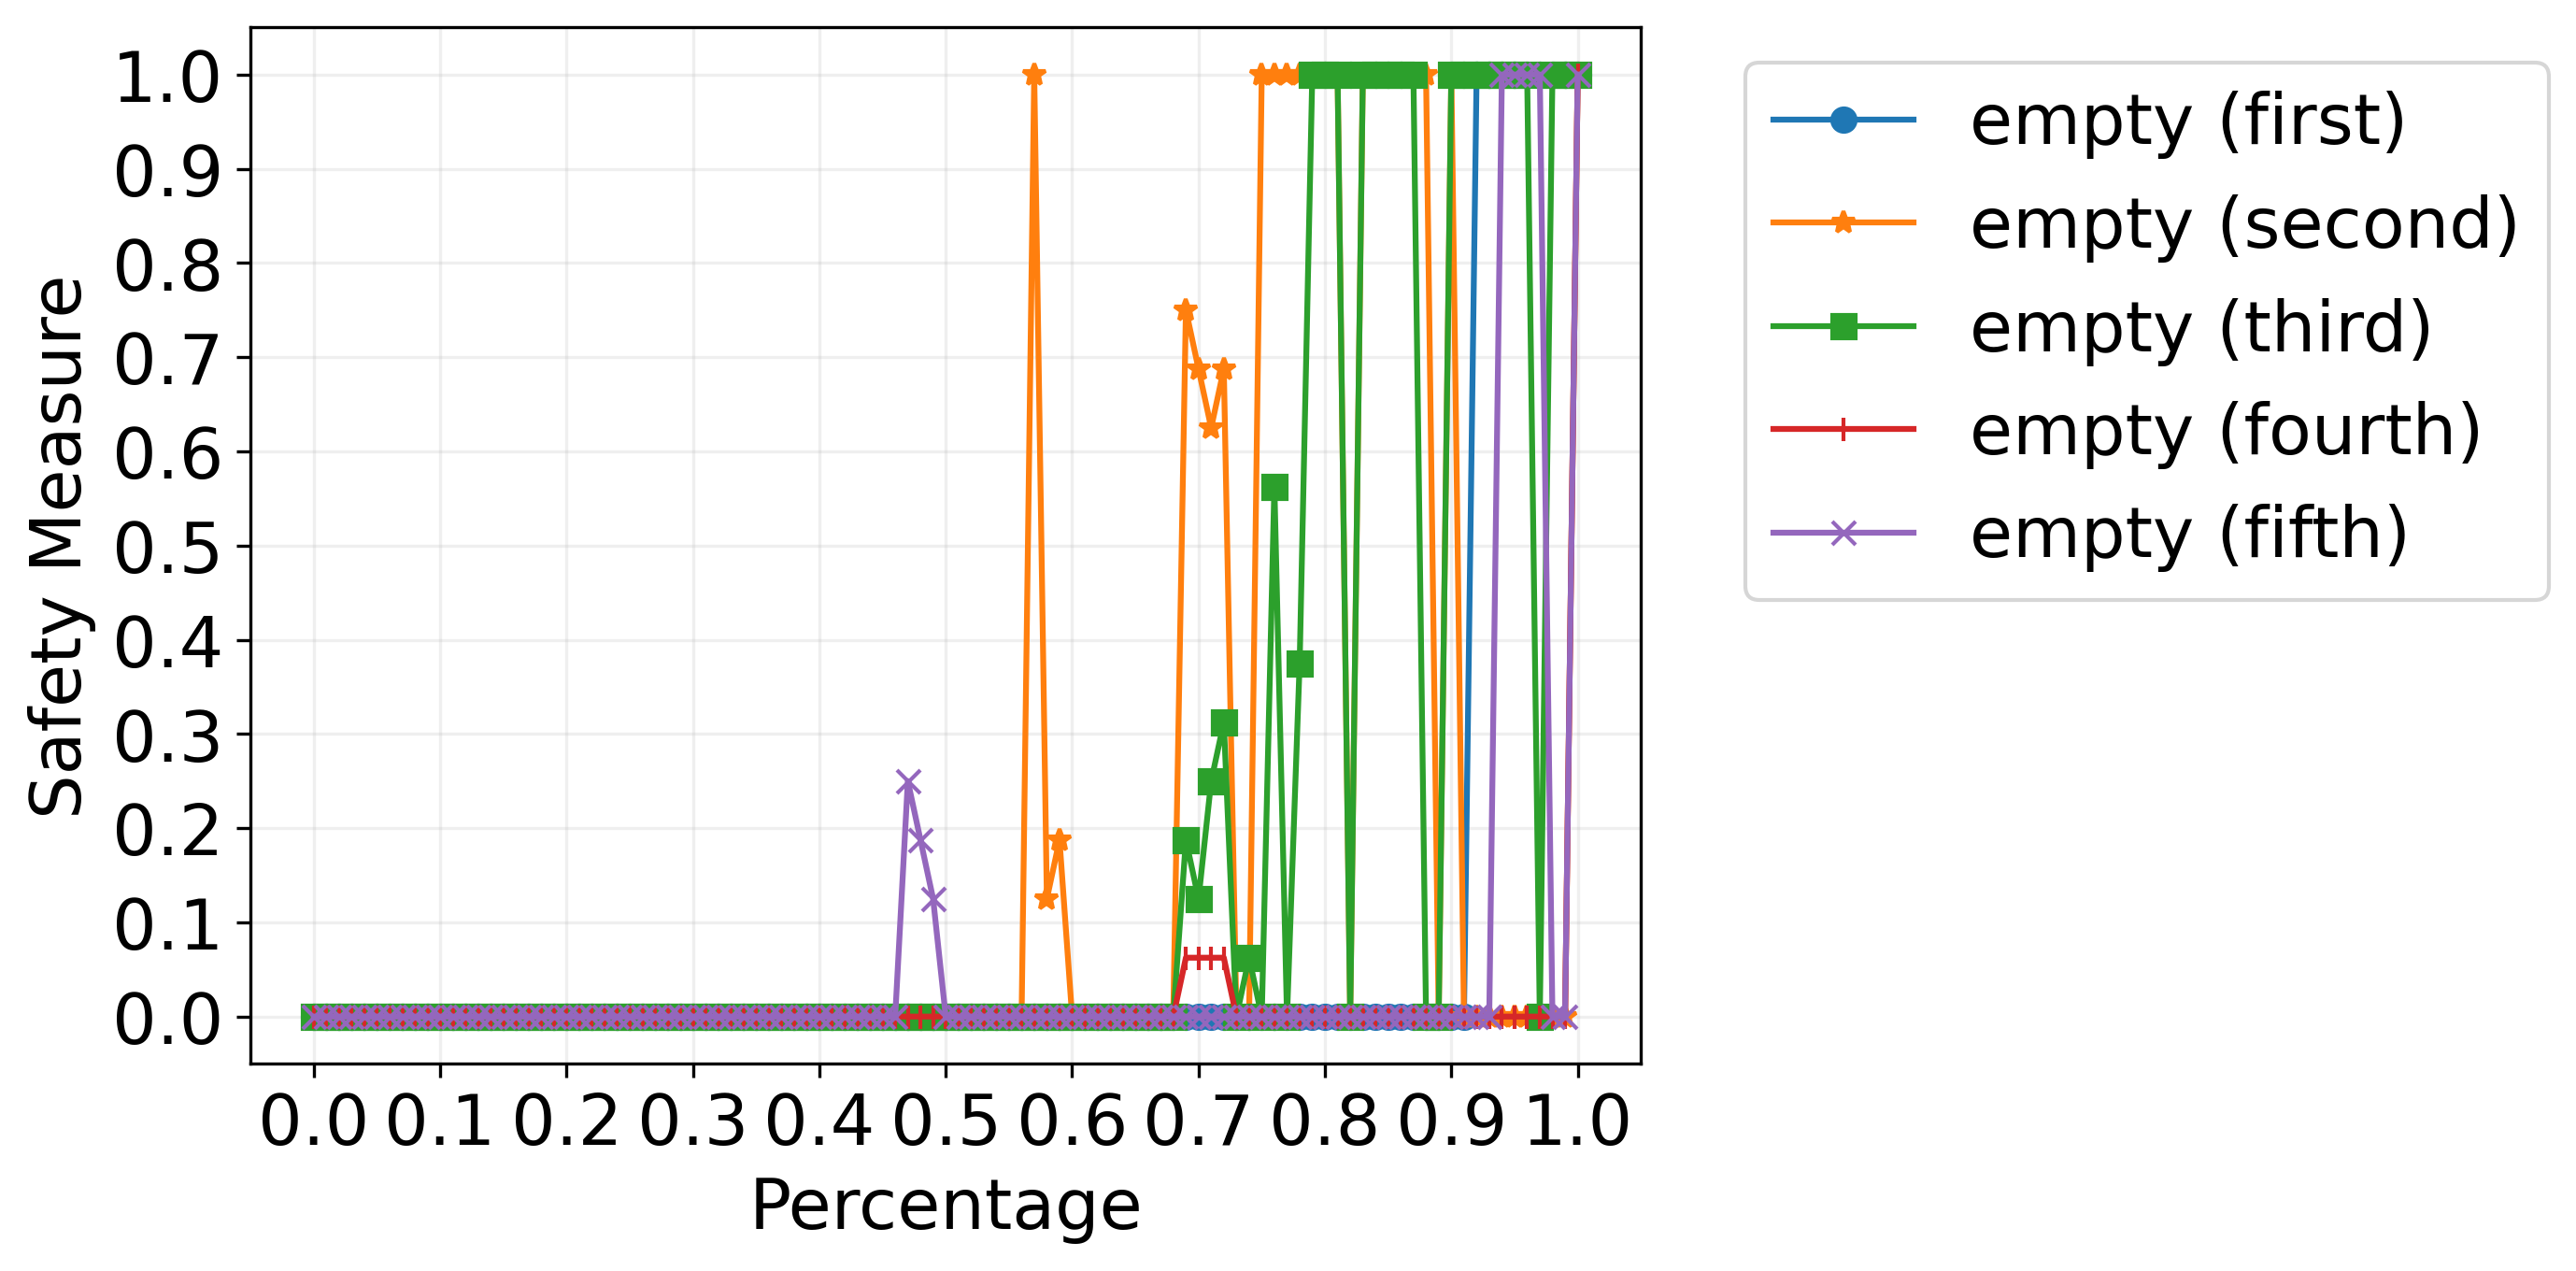 1.0
0.9
0.8
0.7
0.6
0.5
0.4
0.3
0.2
0.1
0.0
Safety Measure
0.0 0.1 0.2 0.3 0.4 0.5 0.6 0.7 0.8 0.9 1.0
Percentage
empty (first)
empty (second)
empty (third)
empty (fourth)
empty (fifth)